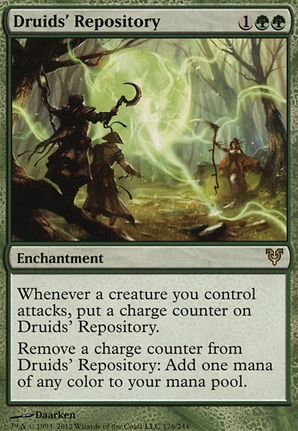 Druids' Repository 1
Enchantment
Whenever a creature you control
attacks, put a charge counter on
Druids' Repository.
Remove a charge counter from
Druids' Repository: Add one mana
of any color to your mana pool.
Daarken
™ & © 1993–2012 Wizards of the Coast LLC 176/244